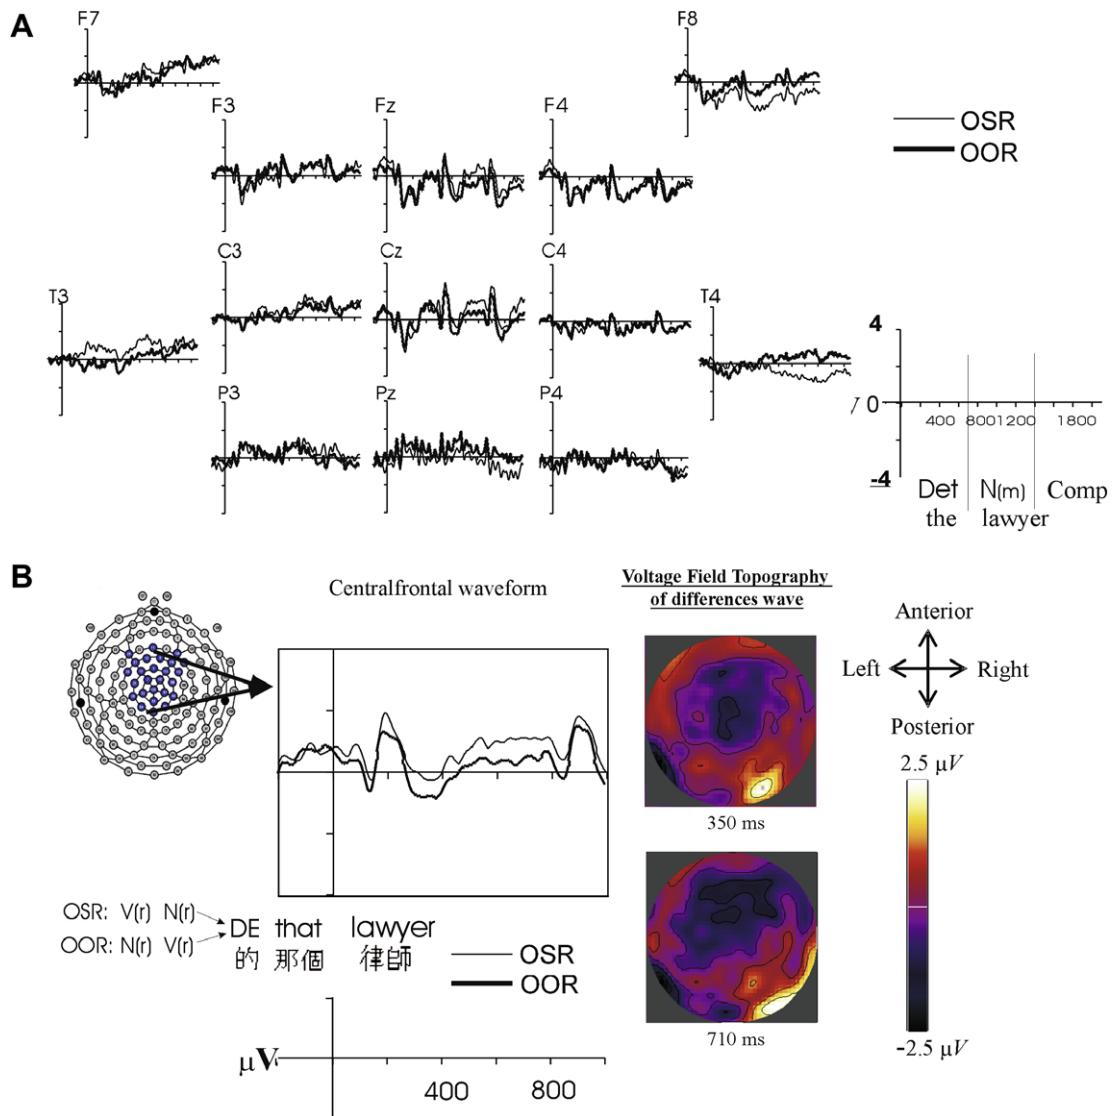 A
F7
F8
F3
Fz
F4
OSR
OOR
C3
Cz
C4
T3
T4
P3
Pz
P4
4
0
-4
400 800 1200 1800
Det N(m) Comp
the lawyer
B
Centralfrontal waveform
Voltage Field Topography
of differences wave
Anterior
Left Right
Posterior
350 ms
2.5 μV
-2.5 μV
710 ms
OSR: V(r) N(r)
OOR: N(r) V(r)
DE that lawyer
的 那個 律師
OSR
OOR
μV
400 800